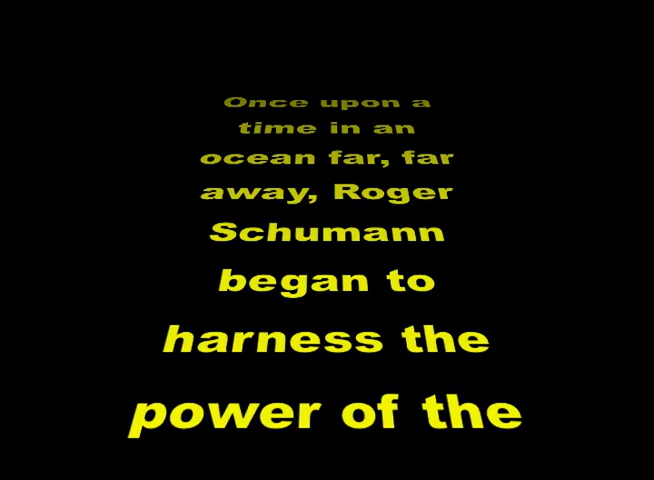 Once upon a
time in an
ocean far, far
away, Roger
Schumann
began to
harness the
power of the